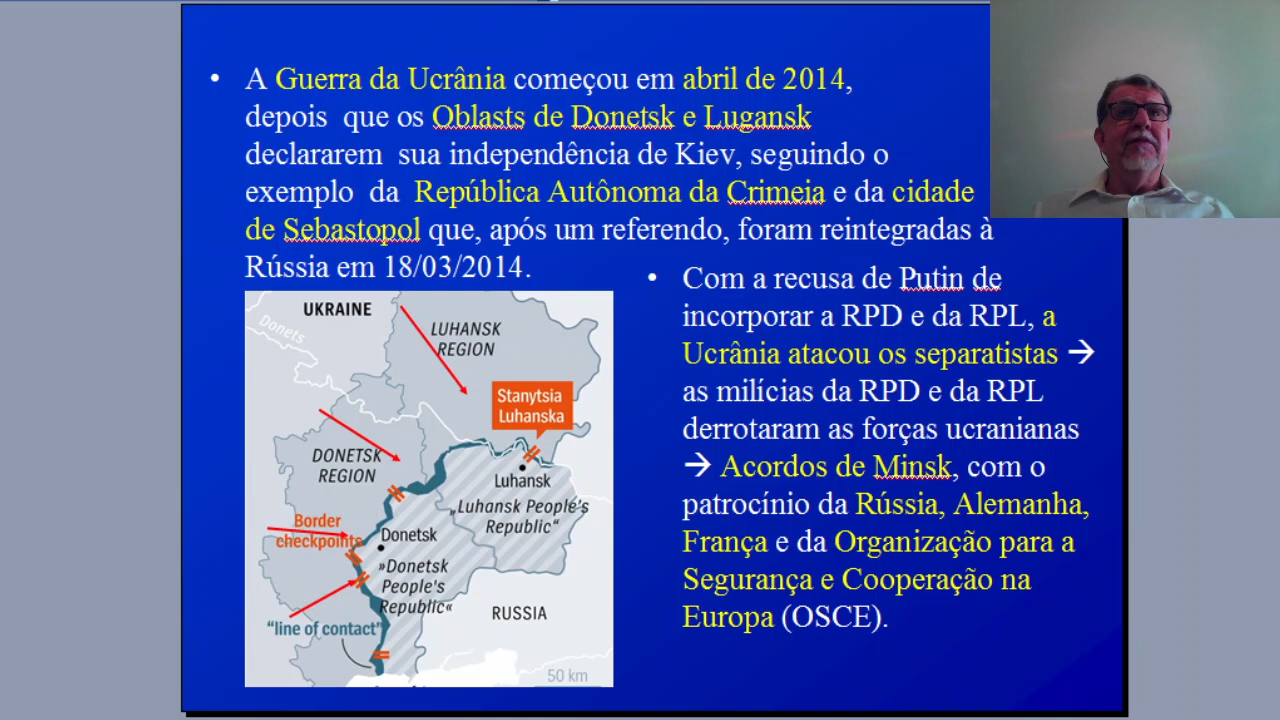 • A Guerra da Ucrânia começou em abril de 2014,
depois que os Oblasts de Donetsk e Lugansk
declararem sua independência de Kiev, seguindo o
exemplo da República Autônoma da Crimeia e da cidade
de Sebastopol que, após um referendo, foram reintegradas à
Rússia em 18/03/2014.
• Com a recusa de Putin de
incorporar a RPD e da RPL, a
Ucrânia atacou os separatistas →
as milícias da RPD e da RPL
derrotaram as forças ucranianas
→ Acordos de Minsk, com o
patrocínio da Rússia, Alemanha,
França e da Organização para a
Segurança e Cooperação na
Europa (OSCE).
UKRAINE
Donets
LUHANSK
REGION
Stanytsia
Luhanska
DONETSK
REGION
Luhansk
„Luhansk People's
Republic“
Border
checkpoints
Donetsk
»Donetsk
People's
Republic«
RUSSIA
“line of contact”
50 km